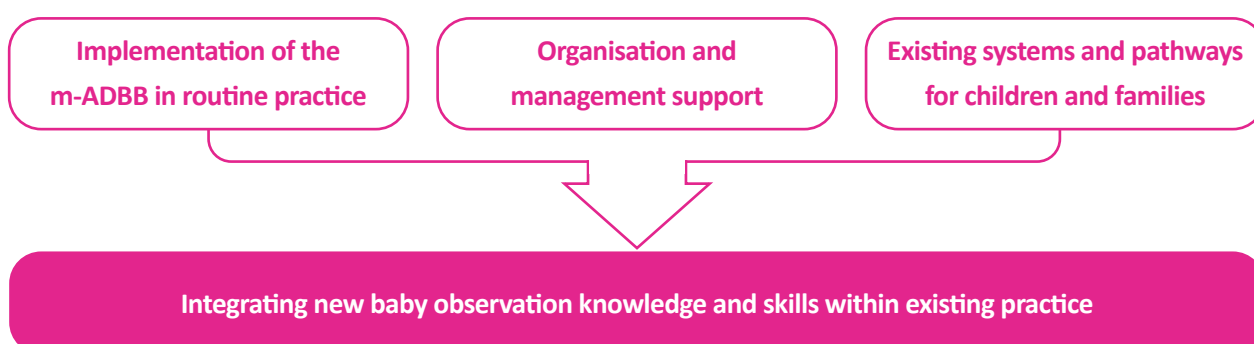 Implementation of the
m-ADBB in routine practice
Organisation and
management support
Existing systems and pathways
for children and families
Integrating new baby observation knowledge and skills within existing practice